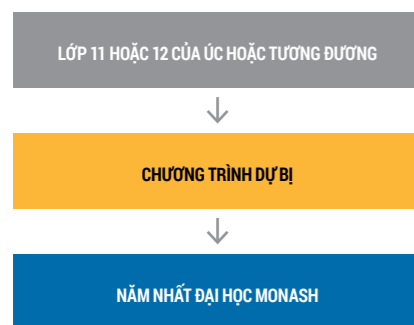 LỚP 11 HOẶC 12 CỦA ÚC HOẶC TƯƠNG ĐƯƠNG
CHƯƠNG TRÌNH DỰ BỊ
NĂM NHẤT ĐẠI HỌC MONASH